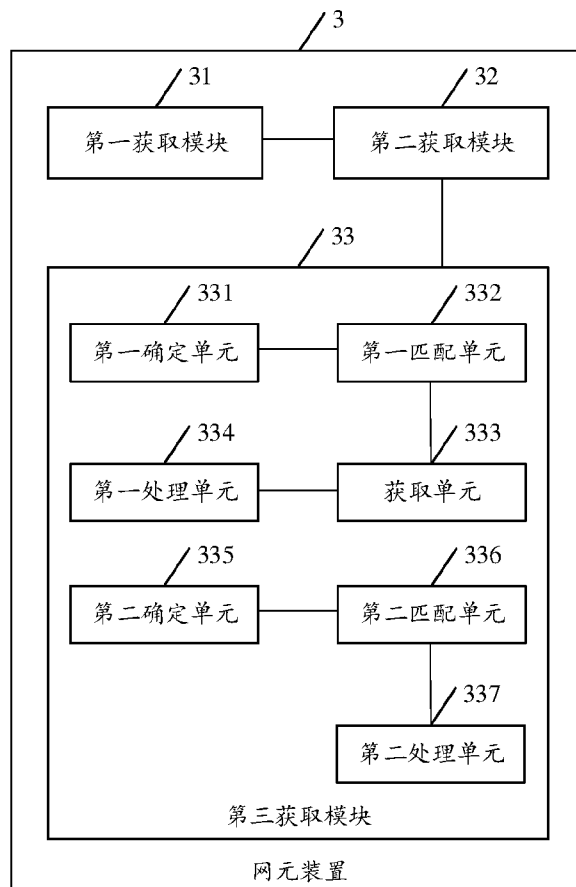 3
31
32
第一获取模块
第二获取模块
33
331
332
第一确定单元
第一匹配单元
334
333
第一处理单元
获取单元
335
336
第二确定单元
第二匹配单元
337
第二处理单元
第三获取模块
网元装置